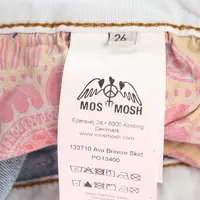 26
MOS MOSH
Ejlersvej 24 • 6000 Kolding
Denmark
www.mosmosh.com
133710 Ava Breeze Skirt
PO13400